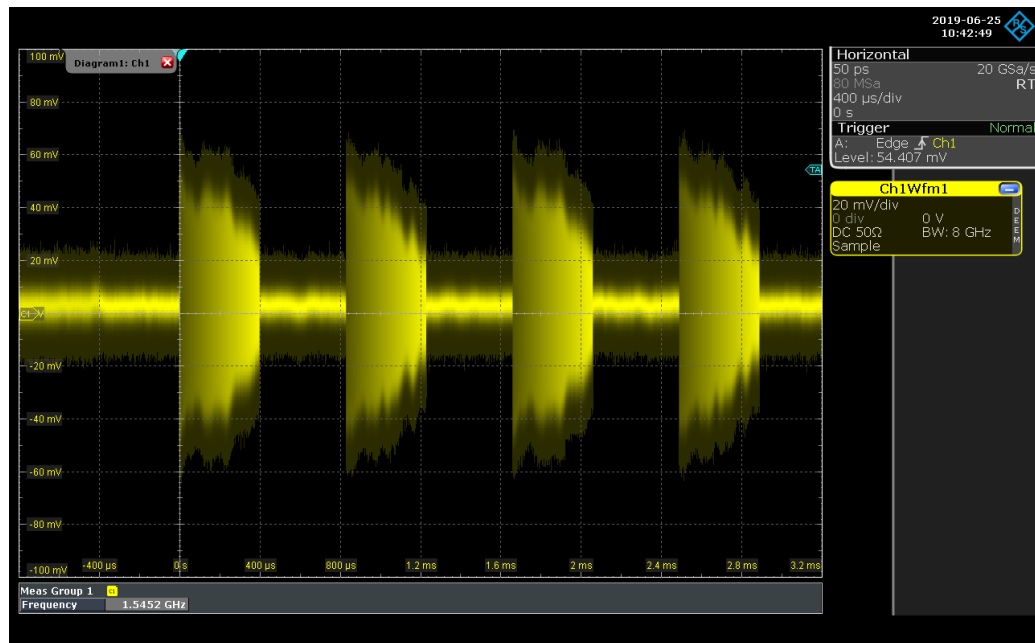 2019-06-25
10:42:49
Diagram1: Ch1
100 mV
80 mV
60 mV
40 mV
20 mV
C1
-20 mV
-40 mV
-60 mV
-80 mV
-100 mV
-400 µs
0 s
400 µs
800 µs
1.2 ms
1.6 ms
2 ms
2.4 ms
2.8 ms
3.2 ms
TA
Horizontal
50 ps 20 GSa/s
80 MSa RT
400 µs/div
0 s
Trigger Normal
A: Edge Ch1
Level: 54.407 mV
Ch1Wfm1
20 mV/div
0 div 0 V
DC 50Ω BW: 8 GHz
Sample
Meas Group 1 C1
Frequency 1.5452 GHz